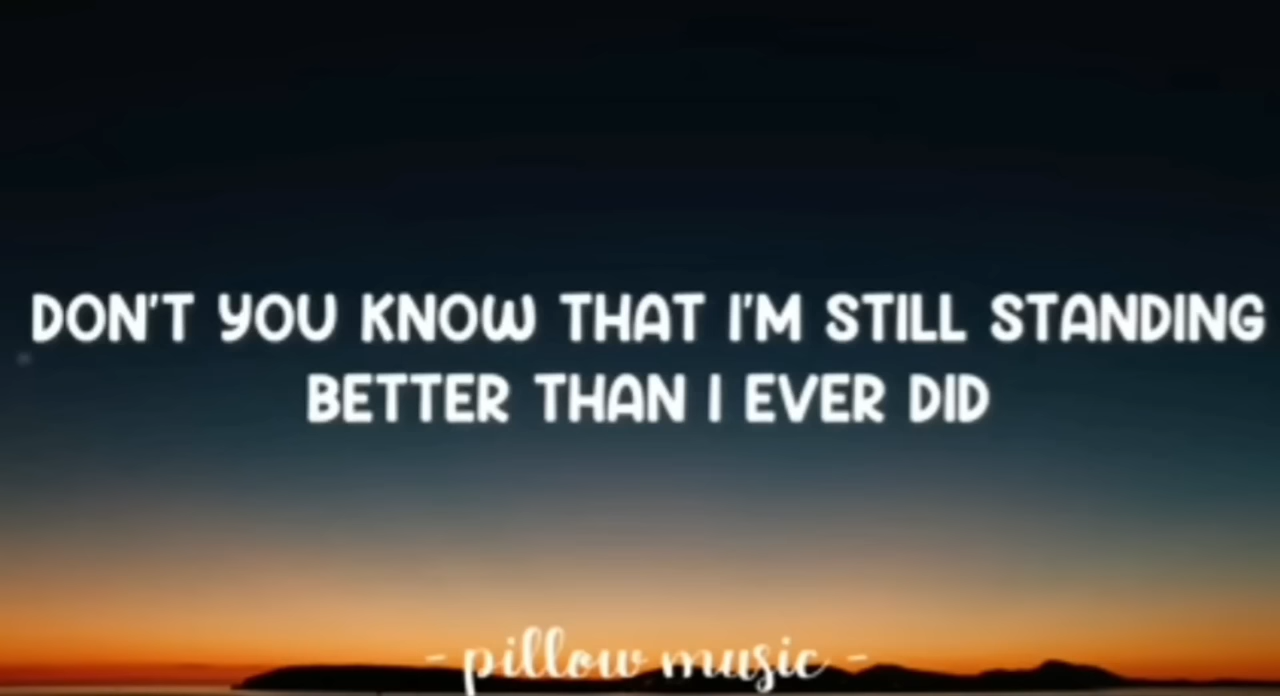 DON'T YOU KNOW THAT I'M STILL STANDING
BETTER THAN I EVER DID
- pillow music -